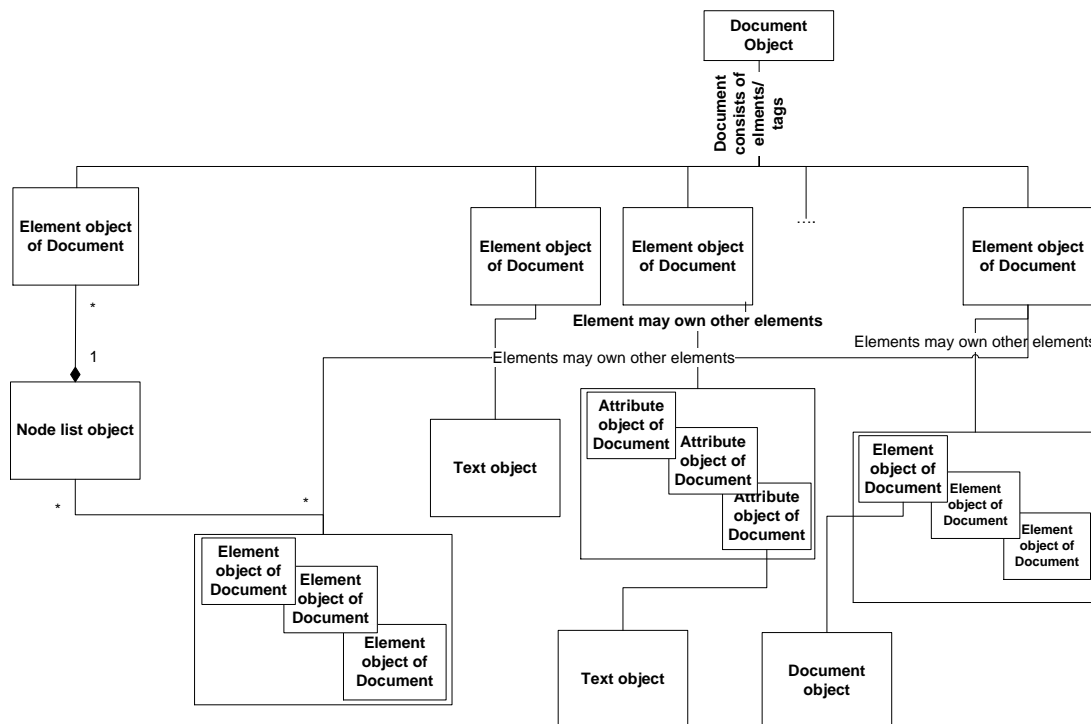 Document
Object
Document
consists of
elments/
tags
Element object
of Document
Element object
of Document
Element object
of Document
....
Element object
of Document
*
1
Element may own other elements
Elements may own other elements
Elements may own other elements
Node list object
*
*
Text object
Attribute
object of
Document
Attribute
object of
Document
Attribute
object of
Document
Element
object of
Document
Element
object of
Document
Element
object of
Document
Element
object of
Document
Element
object of
Document
Element
object of
Document
Text object
Document
object